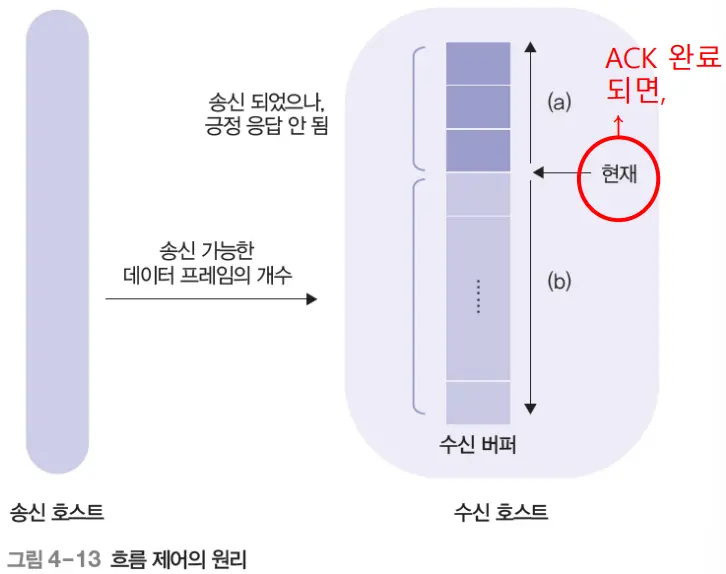 ACK 완료
되면,
↑
송신 되었으나,
긍정 응답 안 됨
(a)
현재
송신 가능한
데이터 프레임의 개수
(b)
수신 버퍼
송신 호스트
수신 호스트
그림 4-13 흐름 제어의 원리